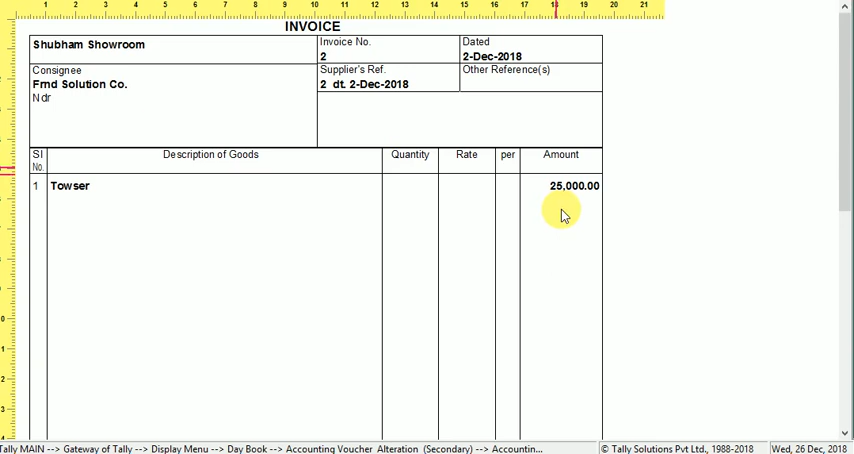 1 2 3 4 5 6 7 8 9 10 11 12 13 14 15 16 17 18 19 20 21
INVOICE
Shubham Showroom
Invoice No.
2
Dated
2-Dec-2018
Consignee
Frnd Solution Co.
Ndr
Supplier's Ref.
2 dt. 2-Dec-2018
Other Reference(s)
Sl No. Description of Goods Quantity Rate per Amount
1 Towser 25,000.00
0
1
2
3
Tally MAIN --> Gateway of Tally --> Display Menu --> Day Book --> Accounting Voucher Alteration (Secondary) --> Accountin... © Tally Solutions Pvt Ltd., 1988-2018 Wed, 26 Dec, 2018